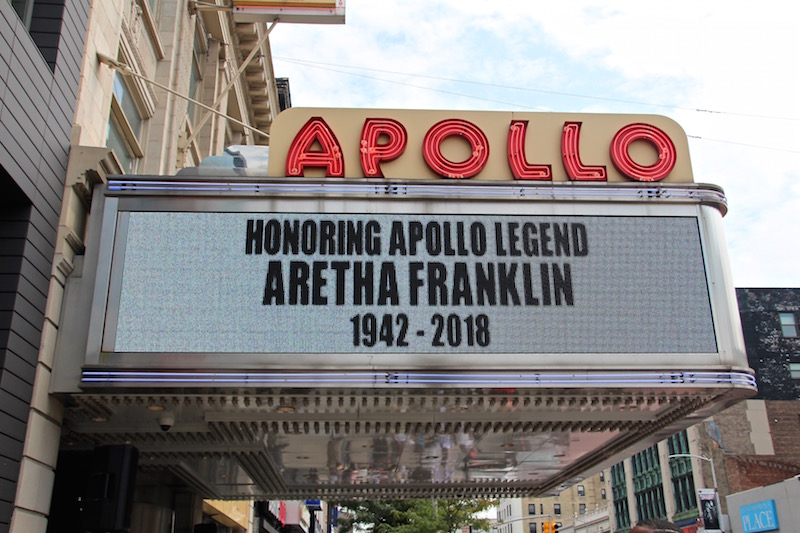 APOLLO
HONORING APOLLO LEGEND
ARETHA FRANKLIN
1942 - 2018
PLACE